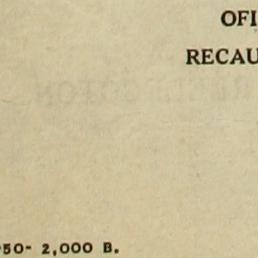 OFI
RECAU
50- 2,000 B.